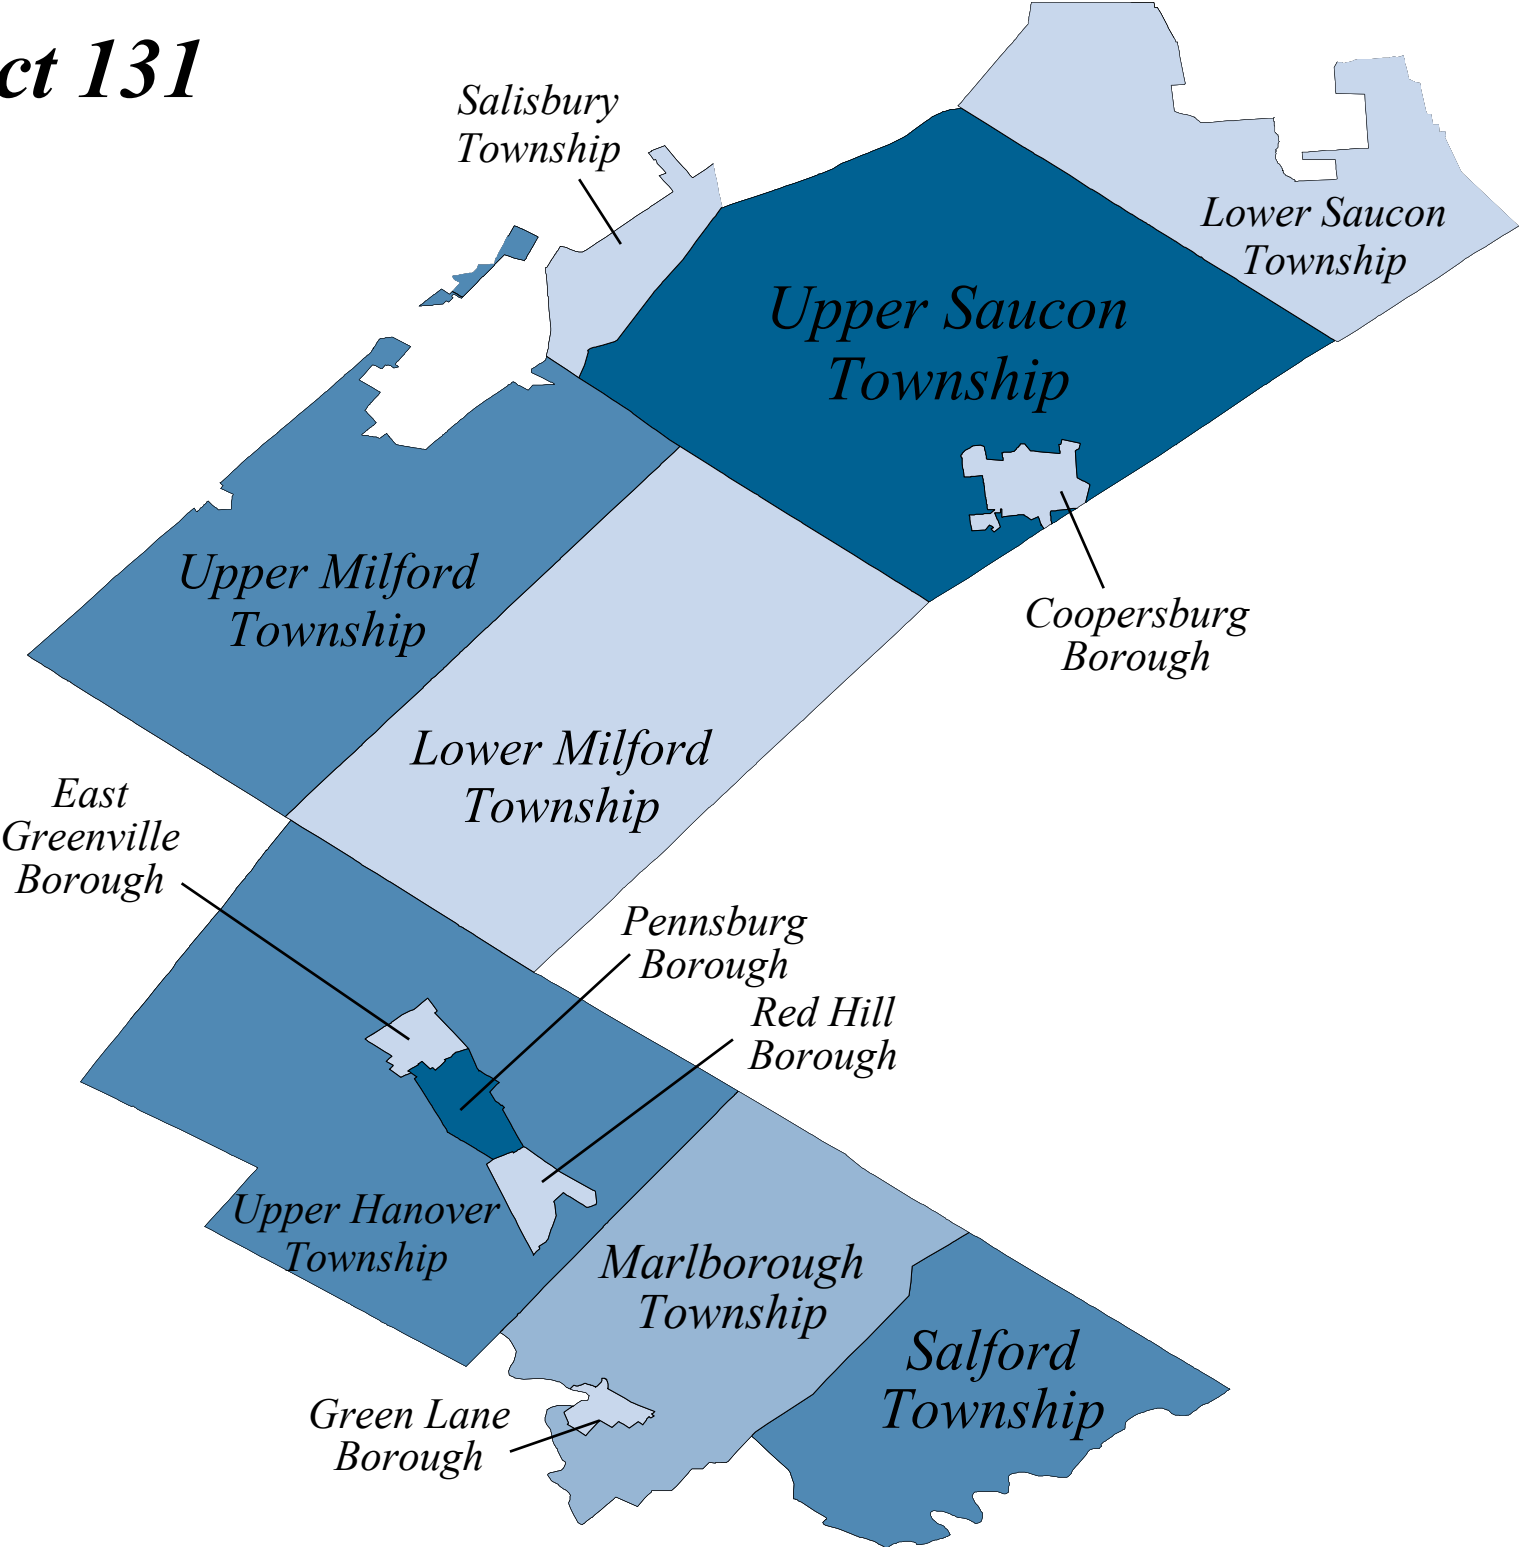 ct 131
Salisbury
Township
Lower Saucon
Township
Upper Saucon
Township
Upper Milford
Township
Coopersburg
Borough
Lower Milford
Township
East
Greenville
Borough
Pennsburg
Borough
Red Hill
Borough
Upper Hanover
Township
Marlborough
Township
Salford
Township
Green Lane
Borough